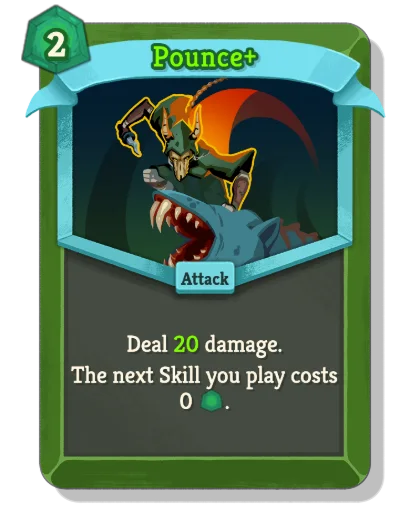 2
Pounce+
Attack
Deal 20 damage.
The next Skill you play costs
0 .